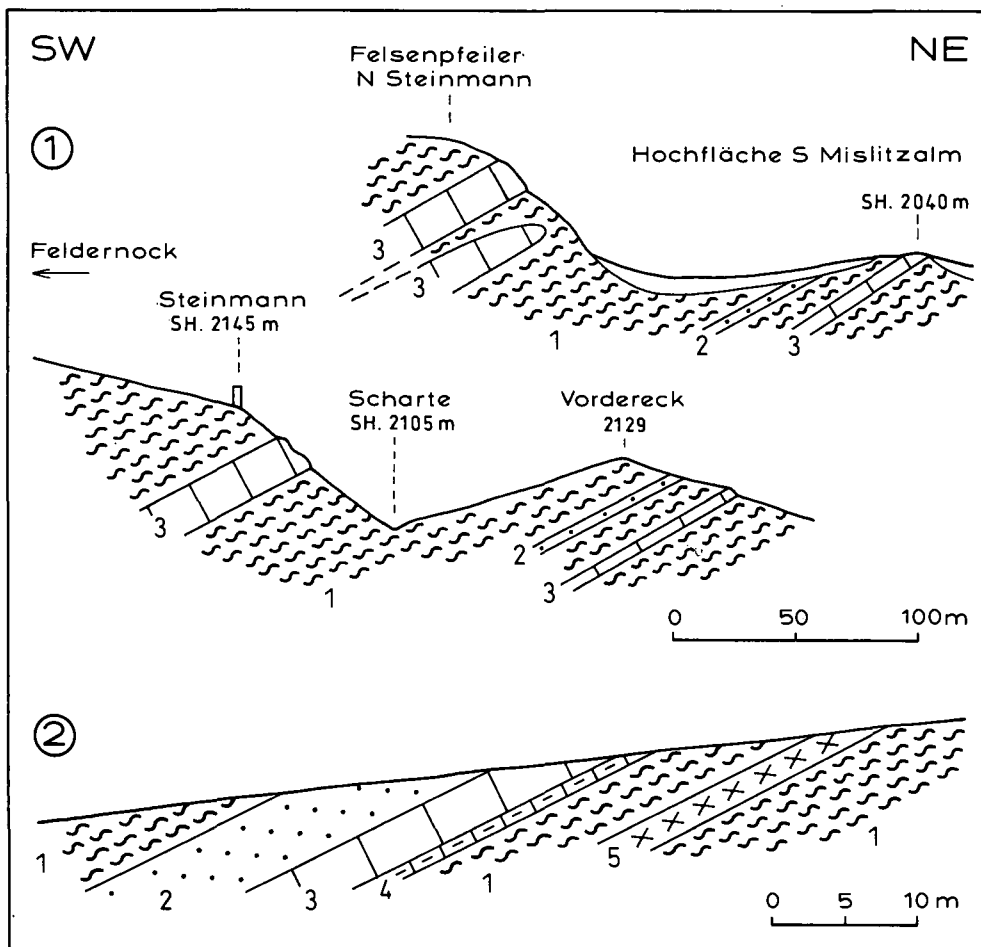 SW
NE
Felsenpfeiler
N Steinmann
①
Hochfläche S Mislitzalm
SH. 2040 m
Feldernock
3
3
Steinmann
SH. 2145 m
1
2
3
Scharte
SH. 2105 m
Vordereck
2129
3
2
1
3
0 50 100 m
②
1
2
3
4
1
5
1
0 5 10 m